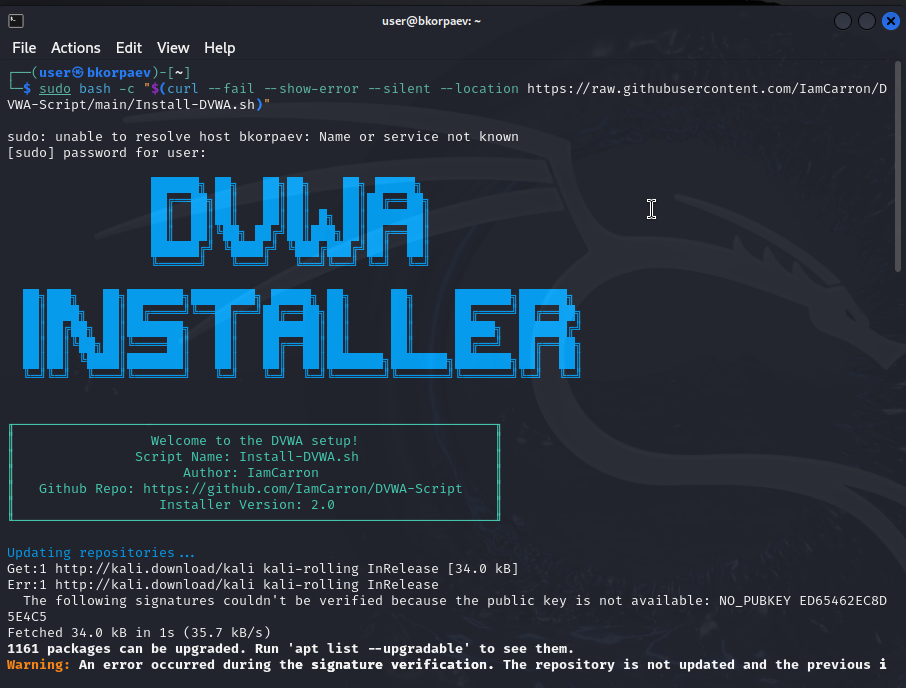 user@bkorpaev: ~
File Actions Edit View Help
┌──(user㉿bkorpaev)-[~]
└─$ sudo bash -c "$(curl --fail --show-error --silent --location https://raw.githubusercontent.com/IamCarron/D
VWA-Script/main/Install-DVWA.sh)"
sudo: unable to resolve host bkorpaev: Name or service not known
[sudo] password for user:
DVWA
INSTALLER
Welcome to the DVWA setup!
Script Name: Install-DVWA.sh
Author: IamCarron
Github Repo: https://github.com/IamCarron/DVWA-Script
Installer Version: 2.0
Updating repositories...
Get:1 http://kali.download/kali kali-rolling InRelease [34.0 kB]
Err:1 http://kali.download/kali kali-rolling InRelease
The following signatures couldn't be verified because the public key is not available: NO_PUBKEY ED65462EC8D
5E4C5
Fetched 34.0 kB in 1s (35.7 kB/s)
1161 packages can be upgraded. Run 'apt list --upgradable' to see them.
Warning: An error occurred during the signature verification. The repository is not updated and the previous i